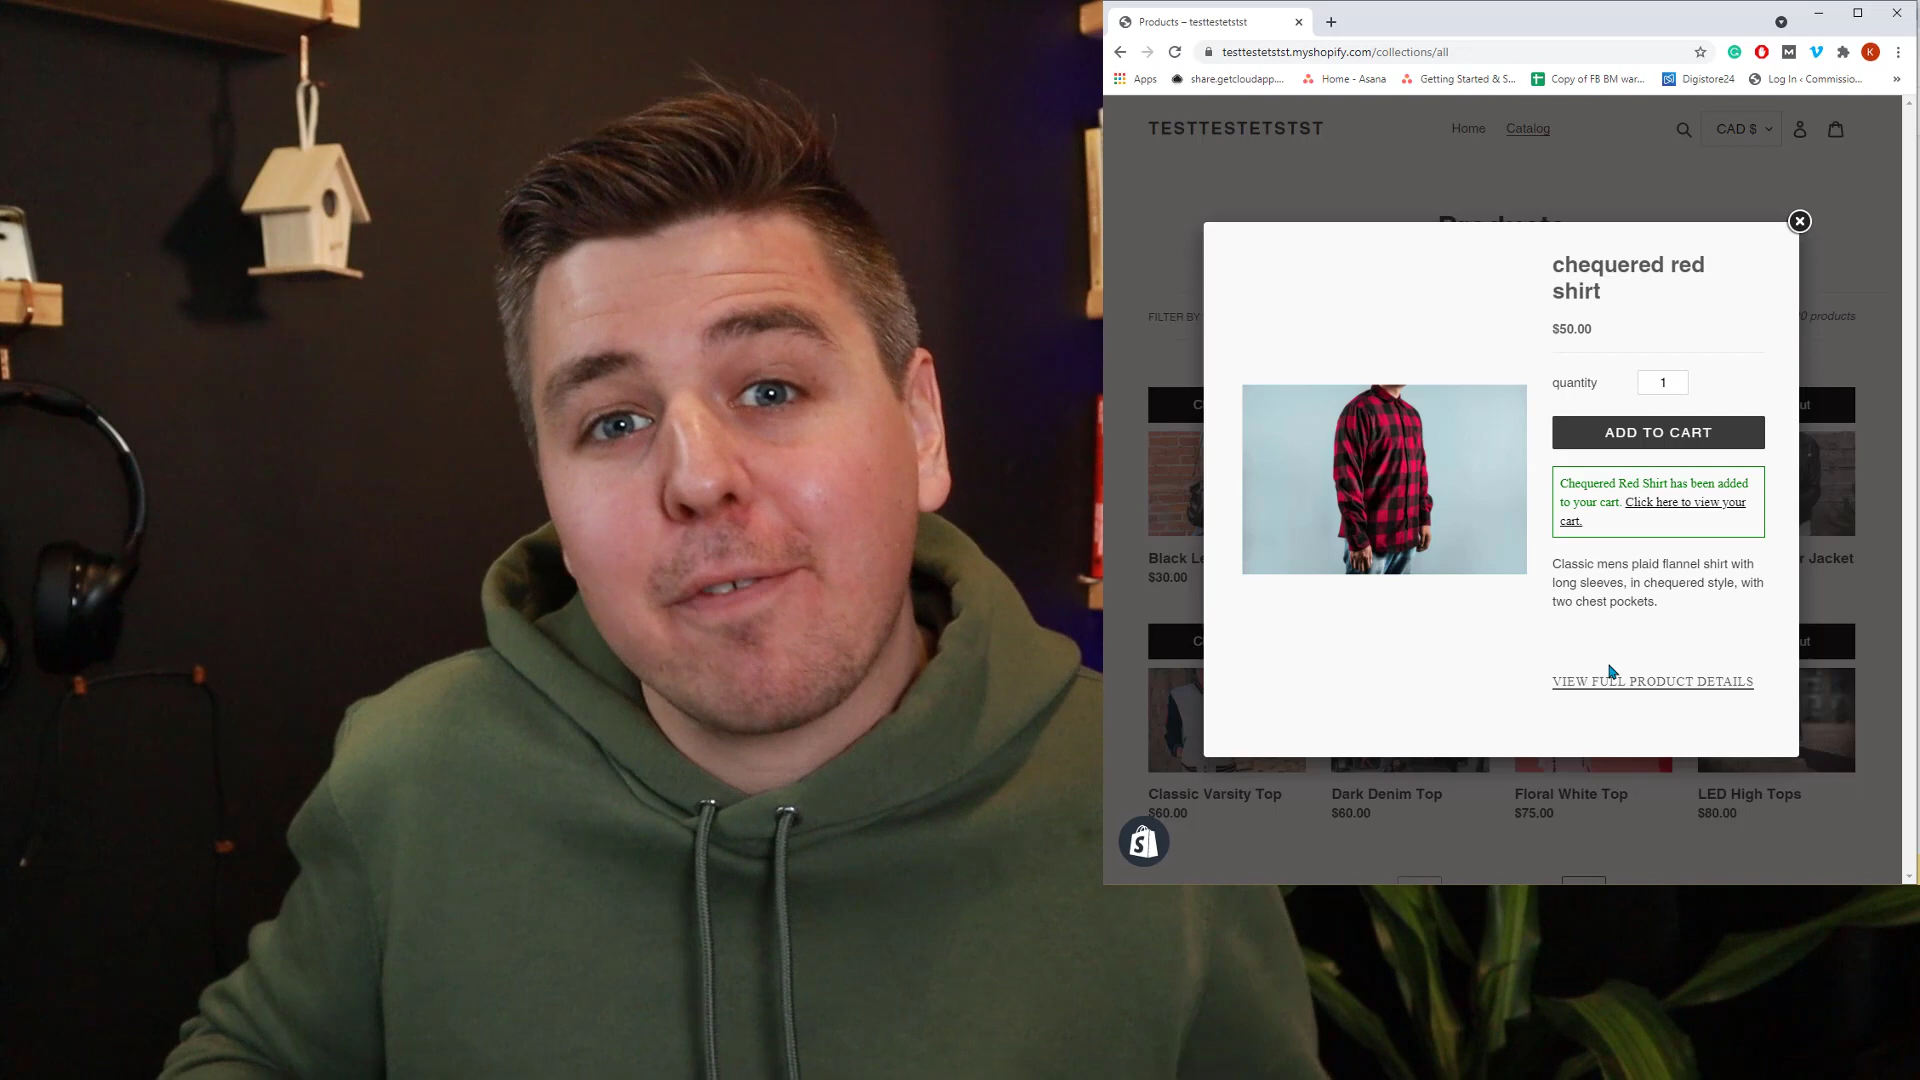 Products – testtestetstst
testtestetstst.myshopify.com/collections/all
Apps
share.getcloudapp....
Home - Asana
Getting Started & S...
Copy of FB BM war...
Digistore24
Log In ‹ Commissio...
TESTTESTETSTST
Home
Catalog
CAD $
FILTER BY
products
chequered red
shirt
$50.00
quantity
1
ADD TO CART
Chequered Red Shirt has been added
to your cart. Click here to view your
cart.
Classic mens plaid flannel shirt with
long sleeves, in chequered style, with
two chest pockets.
VIEW FULL PRODUCT DETAILS
Black
$30.00
Jacket
Classic Varsity Top
$60.00
Dark Denim Top
$60.00
Floral White Top
$75.00
LED High Tops
$80.00